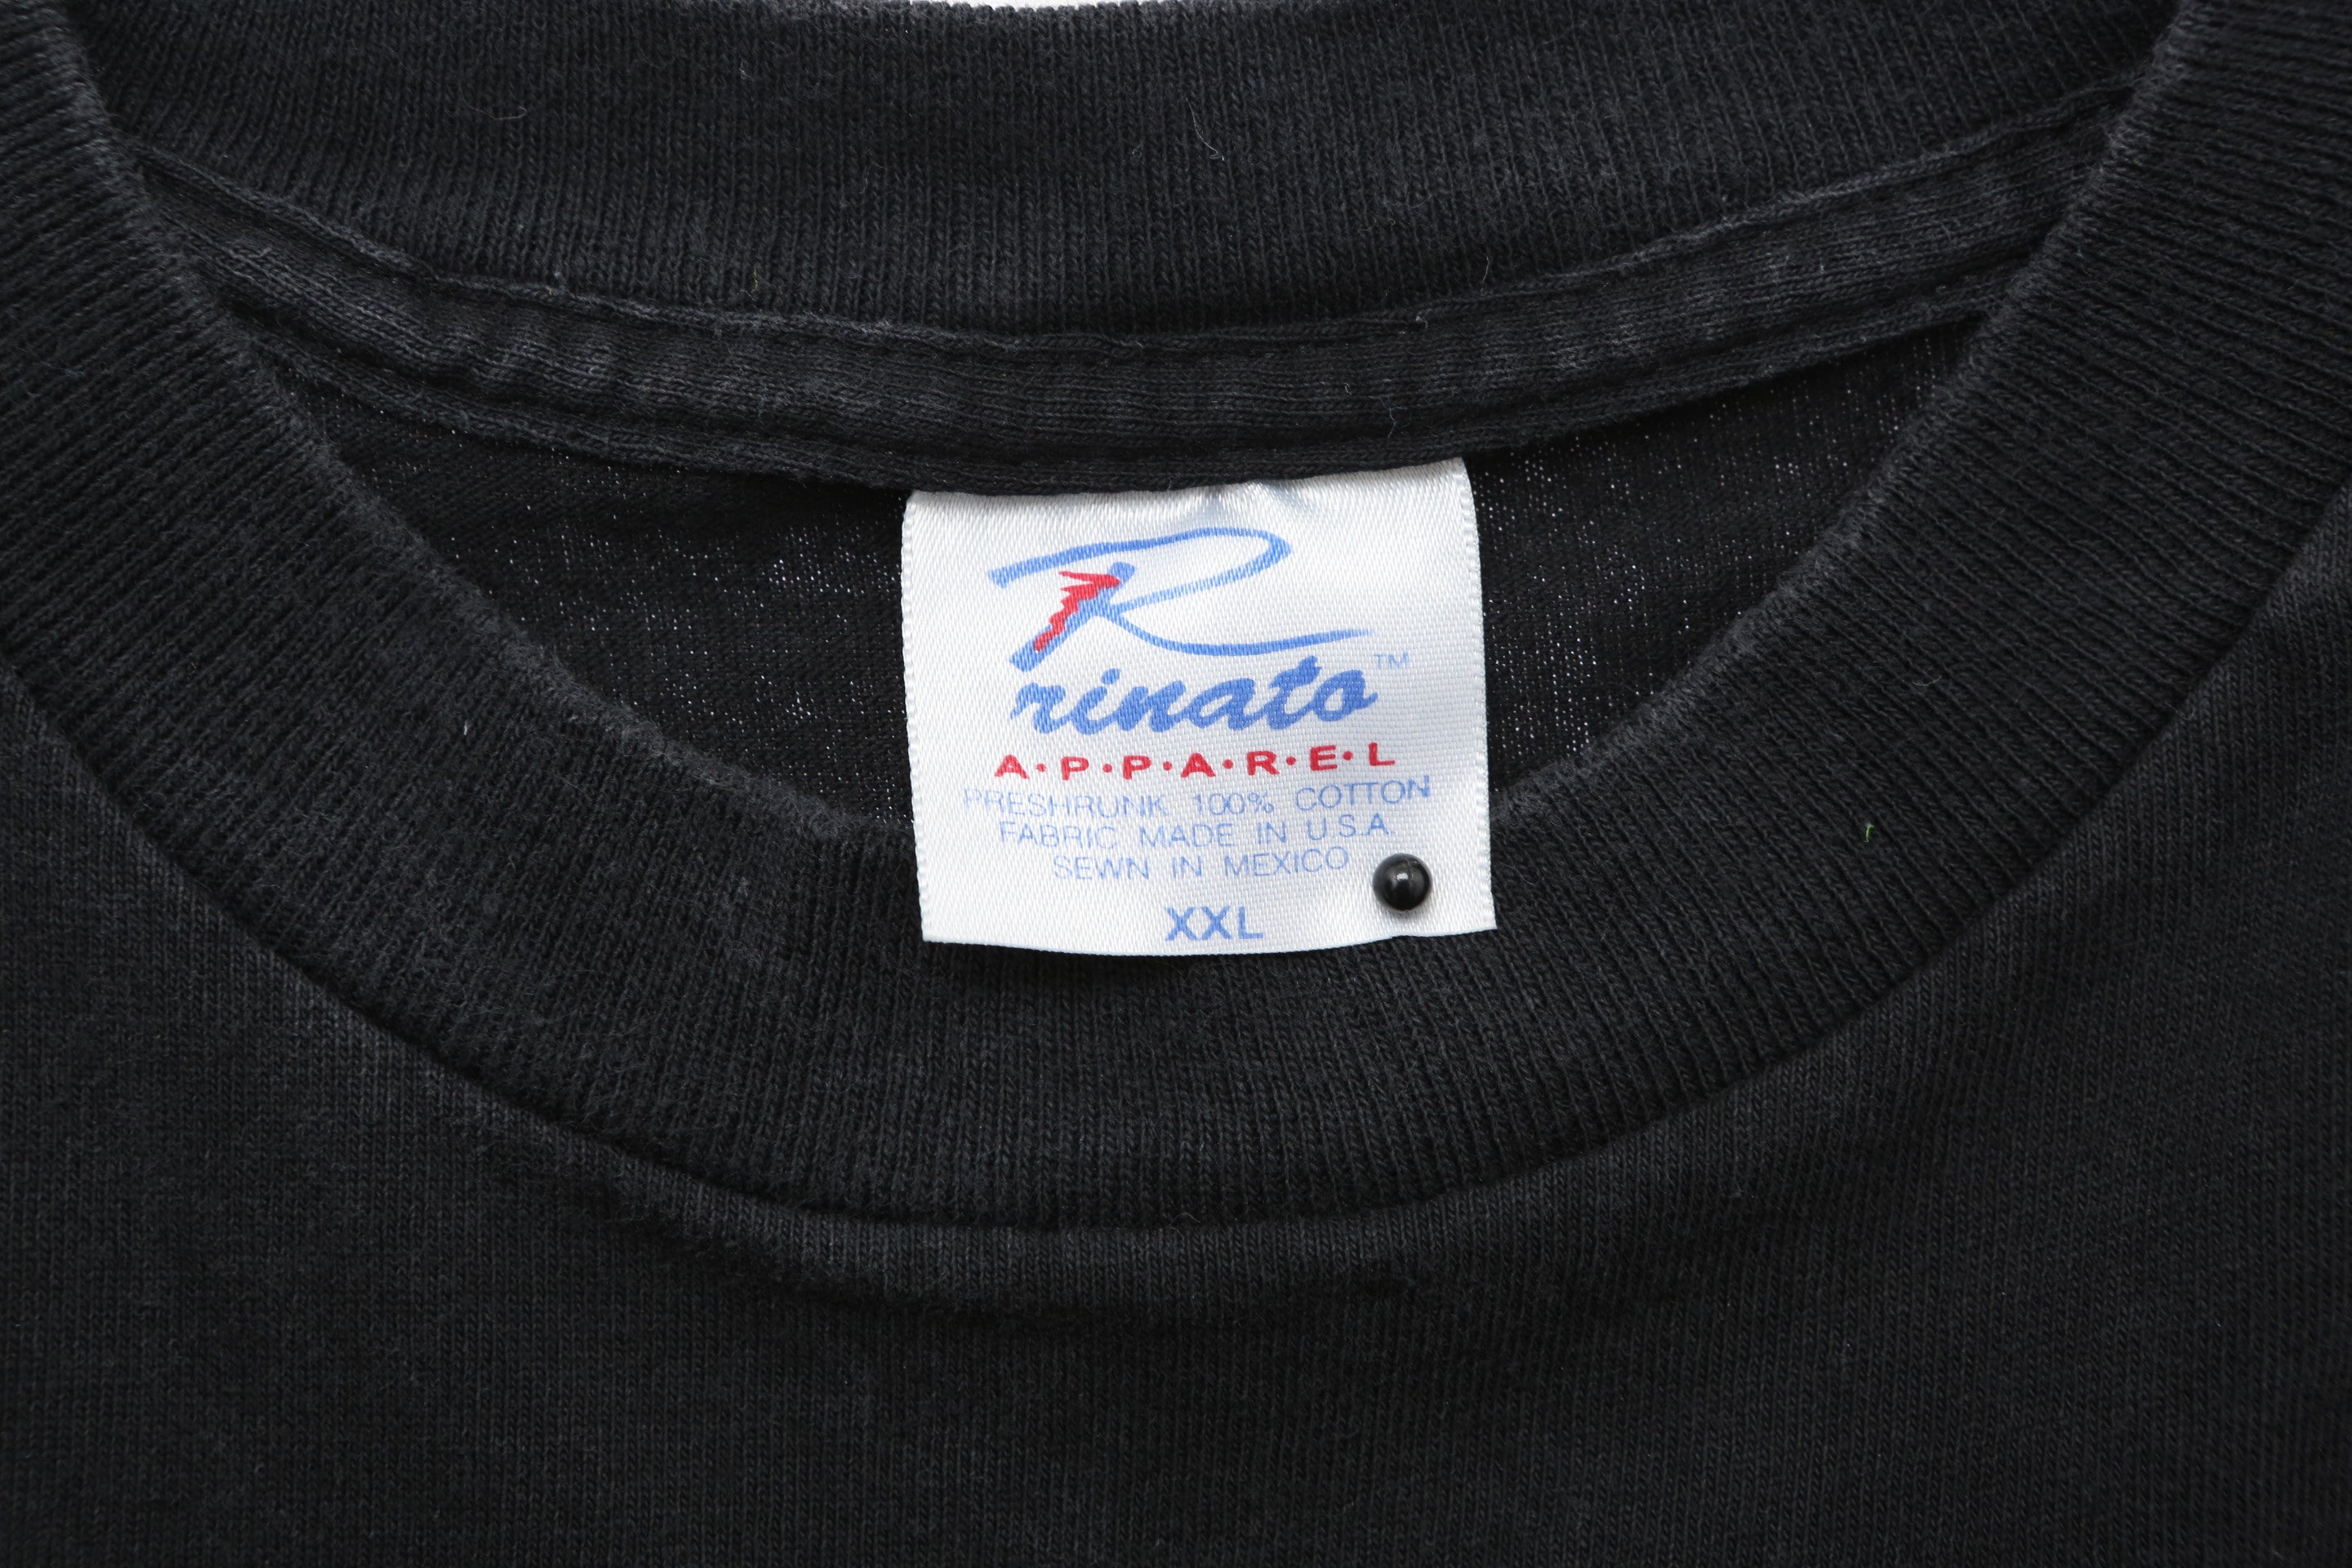 R
rinato™
A·P·P·A·R·E·L
PRESHRUNK 100% COTTON
FABRIC MADE IN U.S.A
SEWN IN MEXICO
XXL